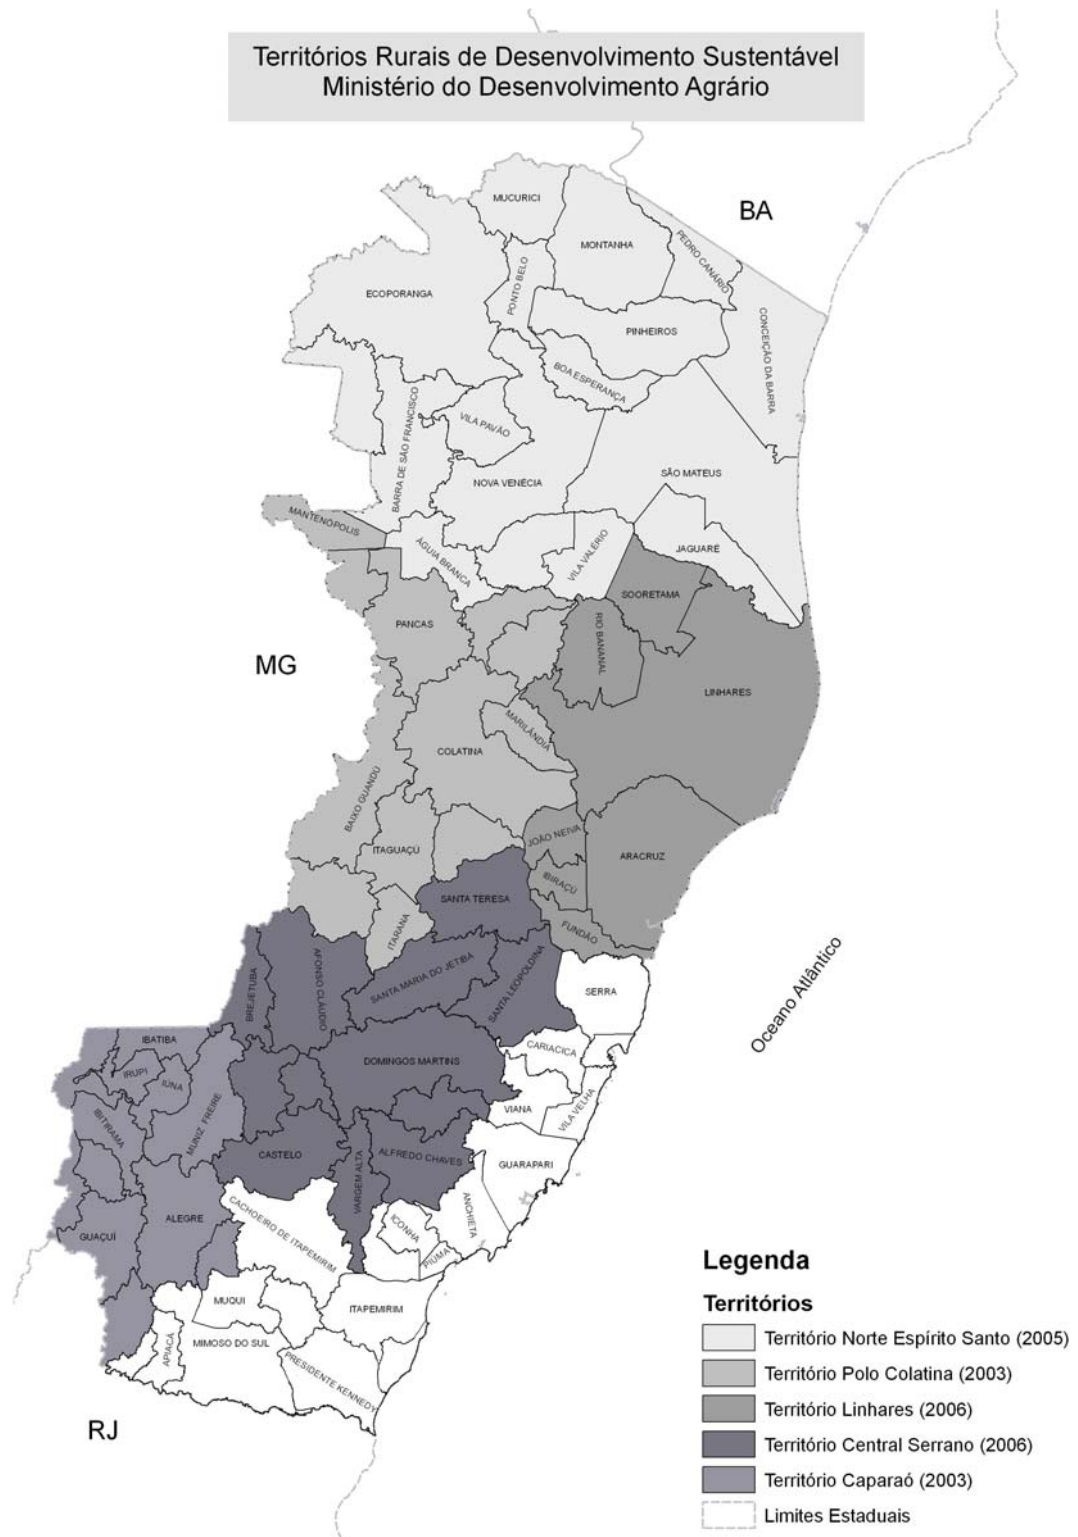 Territórios Rurais de Desenvolvimento Sustentável
Ministério do Desenvolvimento Agrário
BA
MUCURICI
MONTANHA
PEDRO CANÁRIO
PONTO BELO
ECOPORANGA
PINHEIROS
CONCEIÇÃO DA BARRA
BOA ESPERANÇA
BARRA DE SÃO FRANCISCO
VILA PAVÃO
NOVA VENÉCIA
SÃO MATEUS
MANTENÓPOLIS
ÁGUIA BRANCA
VILA VALÉRIO
JAGUARÉ
SOORETAMA
PANCAS
RIO BANANAL
MG
LINHARES
MARILÂNDIA
COLATINA
BAIXO GUANDÚ
JOÃO NEIVA
ITAGUAÇÚ
ARACRUZ
IBIRAÇÚ
SANTA TERESA
ITARANA
FUNDÃO
AFONSO CLÁUDIO
BREJETUBA
SANTA MARIA DO JETIBÁ
SANTA LEOPOLDINA
SERRA
Oceano Atlântico
IBATIBA
CARIACICA
DOMINGOS MARTINS
IRUPI
IÚNA
VIANA
VILA VELHA
IBITIRAMA
MUNIZ FREIRE
CASTELO
VARGEM ALTA
ALFREDO CHAVES
GUARAPARI
ANCHIETA
ALEGRE
GUAÇUÍ
CACHOEIRO DE ITAPEMIRIM
ICONHA
PIUMA
MUQUI
ITAPEMIRIM
APIACÁ
MIMOSO DO SUL
PRESIDENTE KENNEDY
RJ
Legenda
Territórios
Território Norte Espírito Santo (2005)
Território Polo Colatina (2003)
Território Linhares (2006)
Território Central Serrano (2006)
Território Caparaó (2003)
Limites Estaduais